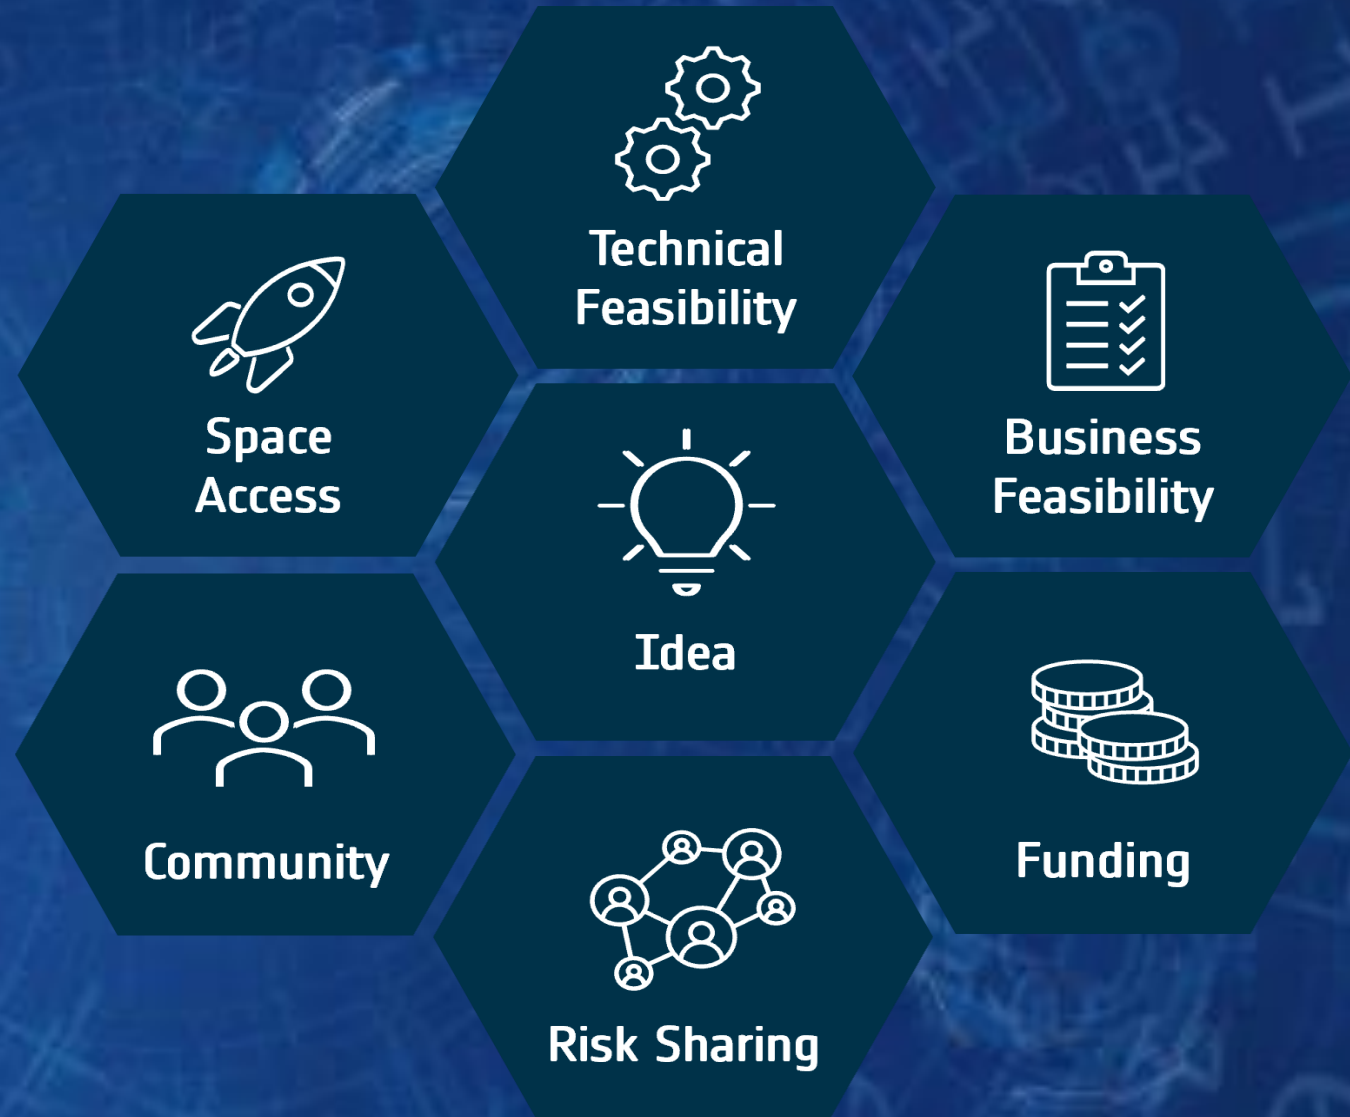 Technical
Feasibility
Space
Access
Business
Feasibility
Idea
Community
Funding
Risk Sharing